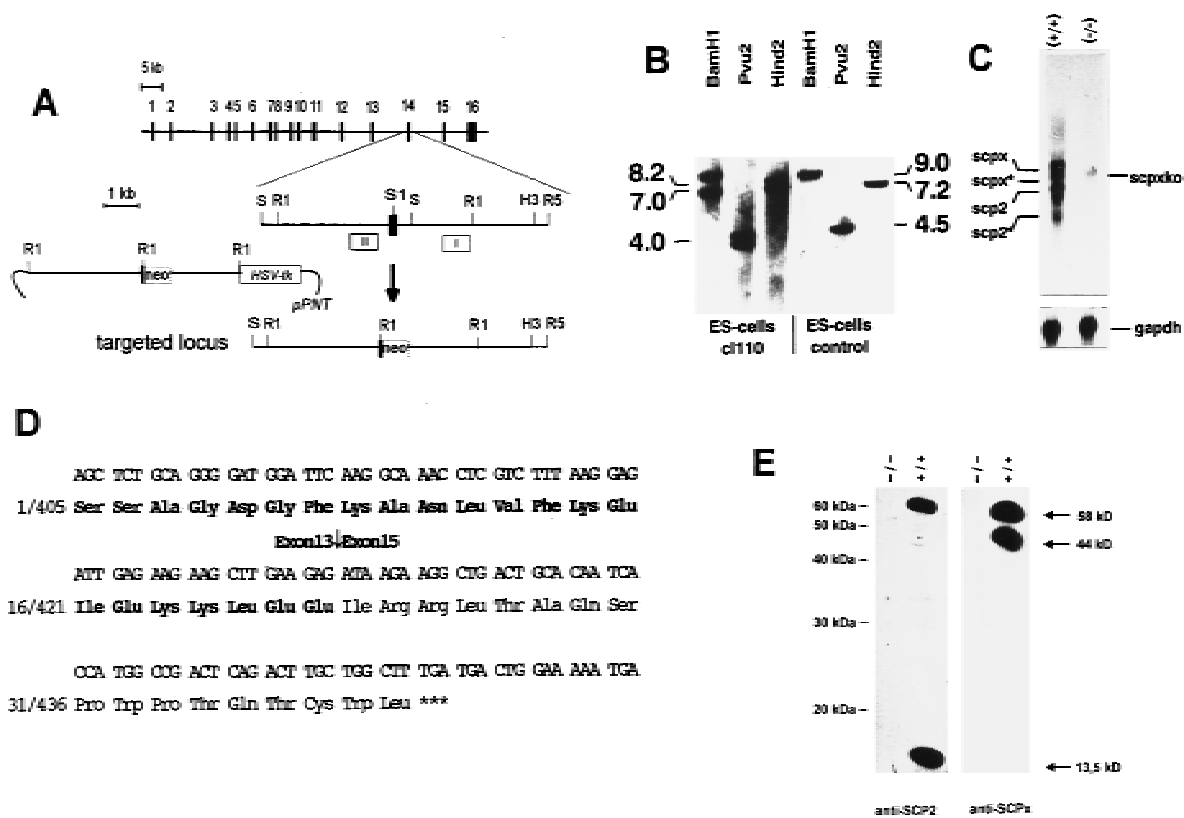 A
5 kb
1 2 3 4 5 6 7 8 9 10 11 12 13 14 15 16
1 kb
S R1 S1 S R1 H3 R5
III II
R1 R1 R1
neo HSV-tk
pPNT
targeted locus
S R1 R1 R1 H3 R5
neo
B
BamH1 Pvu2 Hind2 BamH1 Pvu2 Hind2
8.2
7.0
4.0
9.0
7.2
4.5
ES-cells cl110
ES-cells control
C
(+/+) (-/-)
scpx
scpx*
scp2
scp2*
scpxko
gapdh
D
AGC TCT GCA GGG GAT GGA TTC AAG GCA AAC CTC GTC TTT AAG GAG
1/405 Ser Ser Ala Gly Asp Gly Phe Lys Ala Asn Leu Val Phe Lys Glu
Exon13↓Exon15
ATT GAG AAG AAG CTT GAA GAG ATA AGA AGG CTG ACT GCA CAA TCA
16/421 Ile Glu Lys Lys Leu Glu Glu Ile Arg Arg Leu Thr Ala Gln Ser
CCA TGG CCG ACT CAG ACT TGC TGG CTT TGA TGA CTG GAA AAA TGA
31/436 Pro Trp Pro Thr Gln Thr Cys Trp Leu ***
E
-/- +/+ -/- +/+
60 kDa
50 kDa
40 kDa
30 kDa
20 kDa
58 kD
44 kD
13,5 kD
anti-SCP2 anti-SCPx